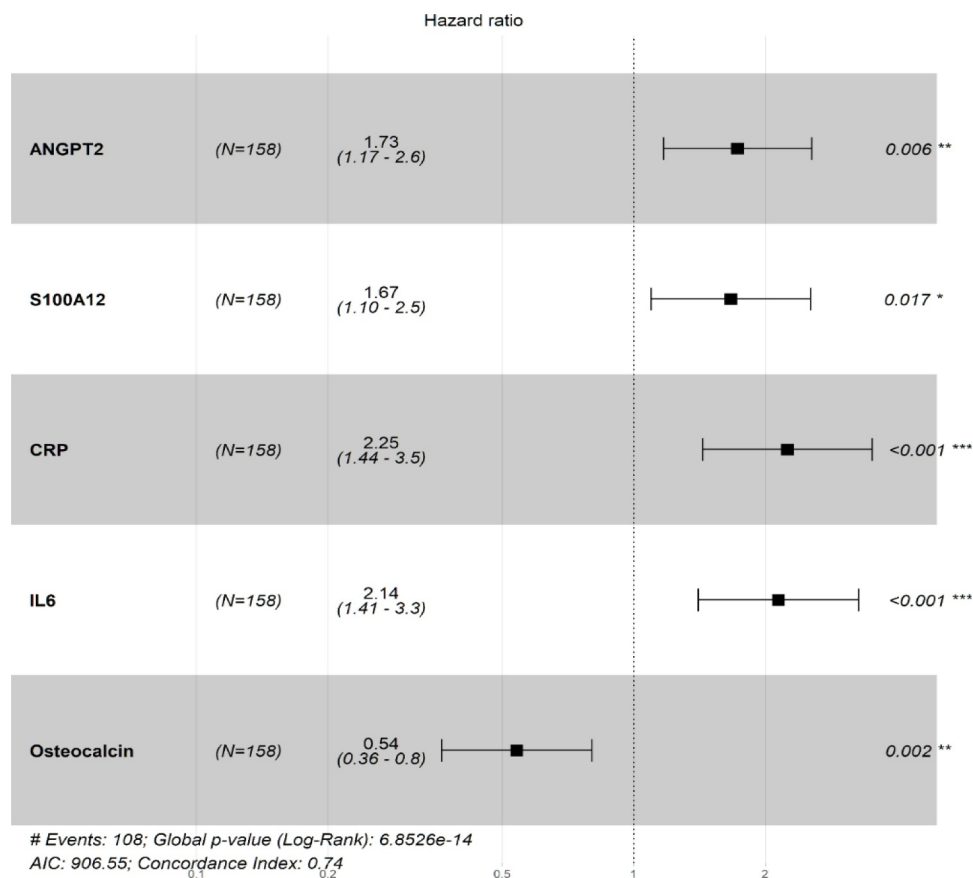 Hazard ratio
ANGPT2 (N=158) 1.73 0.006 **
(1.17 - 2.6)
S100A12 (N=158) 1.67 0.017 *
(1.10 - 2.5)
CRP (N=158) 2.25 <0.001 ***
(1.44 - 3.5)
IL6 (N=158) 2.14 <0.001 ***
(1.41 - 3.3)
Osteocalcin (N=158) 0.54 0.002 **
(0.36 - 0.8)
# Events: 108; Global p-value (Log-Rank): 6.8526e-14
AIC: 906.55; Concordance Index: 0.74
0.1 0.2 0.5 1 2